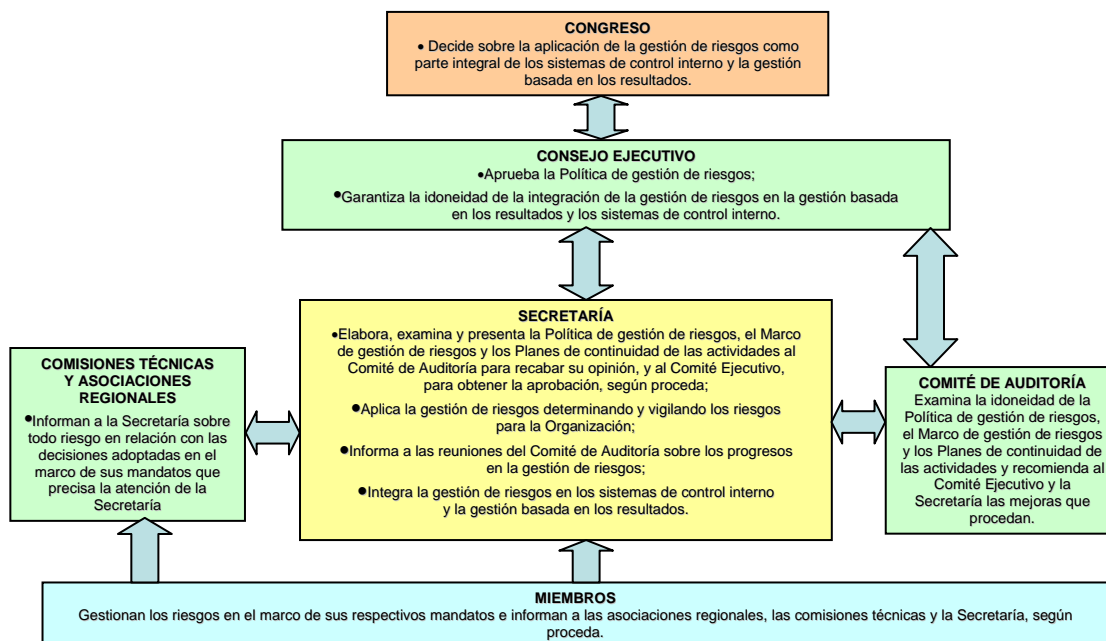 CONGRESO
• Decide sobre la aplicación de la gestión de riesgos como
parte integral de los sistemas de control interno y la gestión
basada en los resultados.
CONSEJO EJECUTIVO
•Aprueba la Política de gestión de riesgos;
•Garantiza la idoneidad de la integración de la gestión de riesgos en la gestión basada
en los resultados y los sistemas de control interno.
SECRETARÍA
•Elabora, examina y presenta la Política de gestión de riesgos, el Marco
de gestión de riesgos y los Planes de continuidad de las actividades al
Comité de Auditoría para recabar su opinión, y al Comité Ejecutivo,
para obtener la aprobación, según proceda;
•Aplica la gestión de riesgos determinando y vigilando los riesgos
para la Organización;
•Informa a las reuniones del Comité de Auditoría sobre los progresos
en la gestión de riesgos;
•Integra la gestión de riesgos en los sistemas de control interno
y la gestión basada en los resultados.
COMISIONES TÉCNICAS
Y ASOCIACIONES
REGIONALES
•Informan a la Secretaría sobre
todo riesgo en relación con las
decisiones adoptadas en el
marco de sus mandatos que
precisa la atención de la
Secretaría
COMITÉ DE AUDITORÍA
Examina la idoneidad de la
Política de gestión de riesgos,
el Marco de gestión de riesgos
y los Planes de continuidad de
las actividades y recomienda al
Comité Ejecutivo y la
Secretaría las mejoras que
procedan.
MIEMBROS
Gestionan los riesgos en el marco de sus respectivos mandatos e informan a las asociaciones regionales, las comisiones técnicas y la Secretaría, según
proceda.